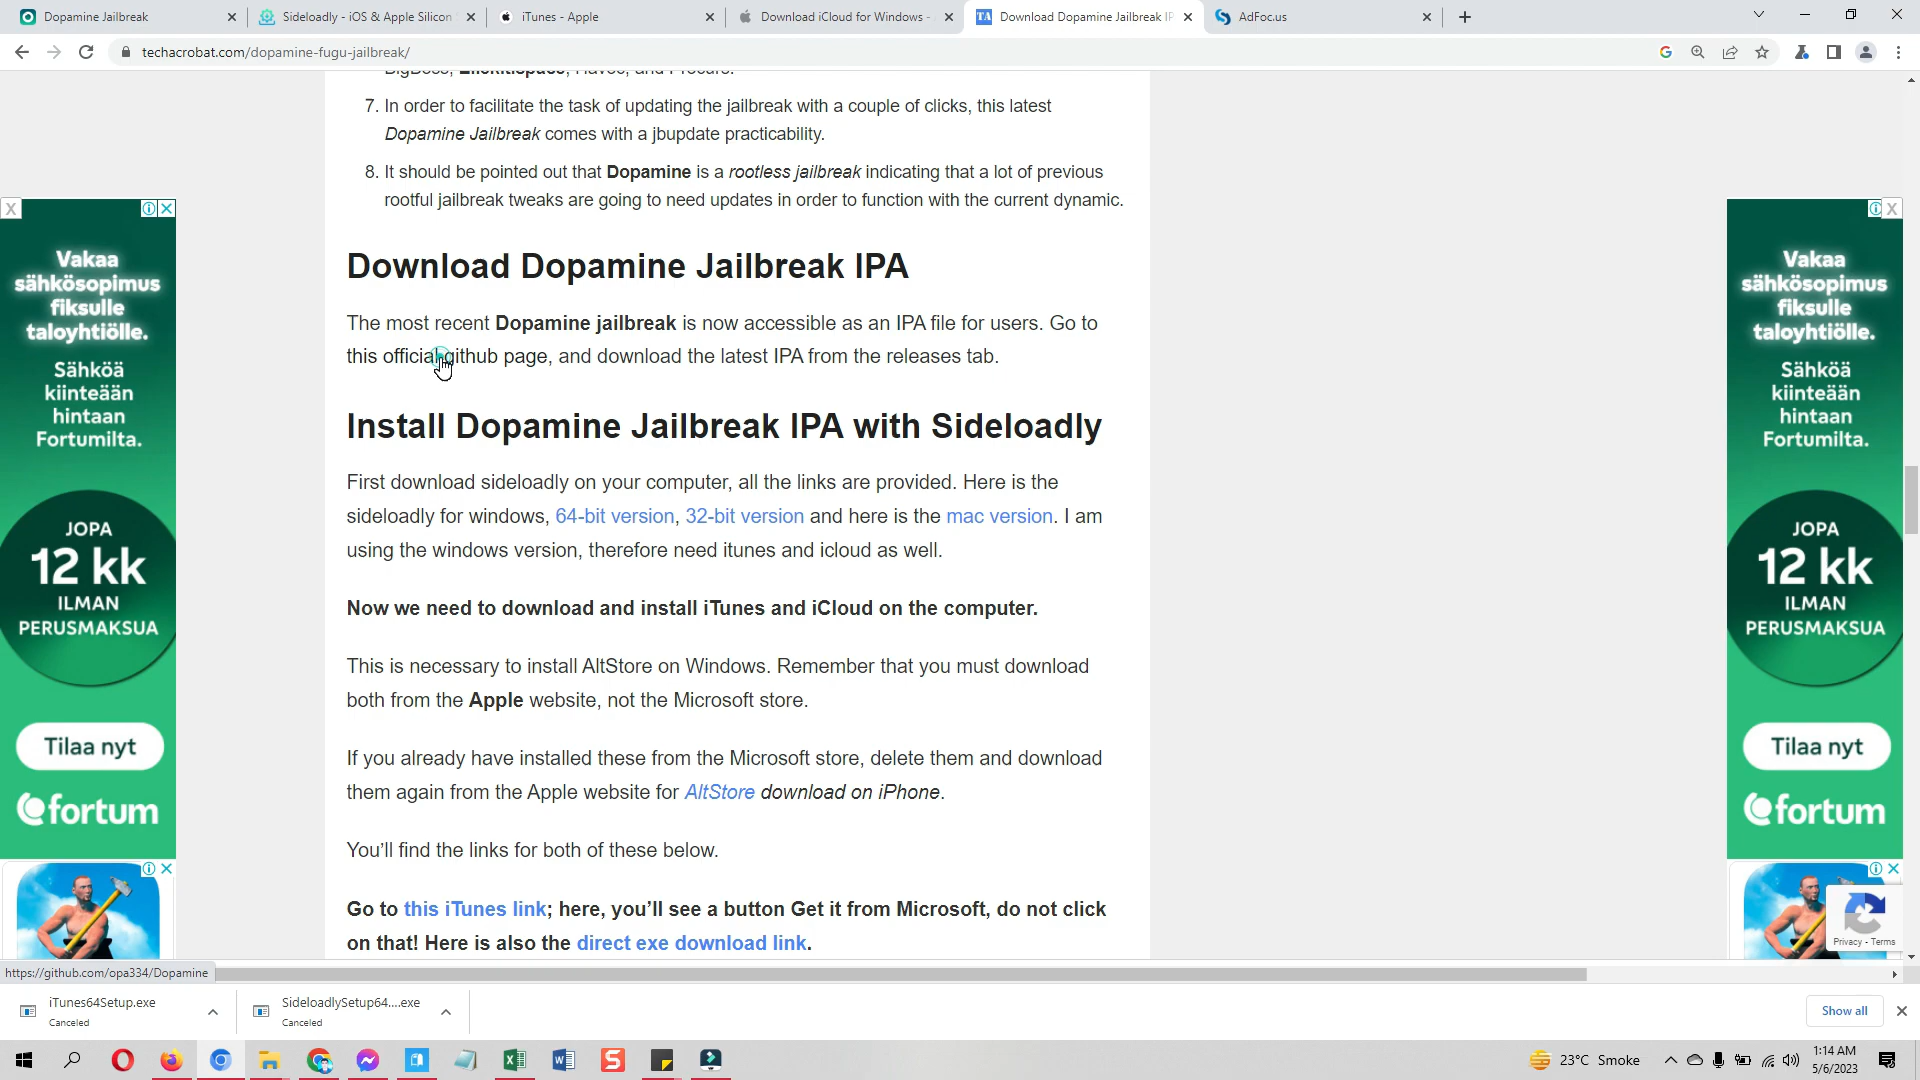 Dopamine Jailbreak
Sideloadly - iOS & Apple Silicon
iTunes - Apple
Download iCloud for Windows -
Download Dopamine Jailbreak IP
AdFoc.us
techacrobat.com/dopamine-fugu-jailbreak/
7. In order to facilitate the task of updating the jailbreak with a couple of clicks, this latest
Dopamine Jailbreak comes with a jbupdate practicability.
8. It should be pointed out that Dopamine is a rootless jailbreak indicating that a lot of previous
rootful jailbreak tweaks are going to need updates in order to function with the current dynamic.
Download Dopamine Jailbreak IPA
The most recent Dopamine jailbreak is now accessible as an IPA file for users. Go to
this official github page, and download the latest IPA from the releases tab.
Install Dopamine Jailbreak IPA with Sideloadly
First download sideloadly on your computer, all the links are provided. Here is the
sideloadly for windows, 64-bit version, 32-bit version and here is the mac version. I am
using the windows version, therefore need itunes and icloud as well.
Now we need to download and install iTunes and iCloud on the computer.
This is necessary to install AltStore on Windows. Remember that you must download
both from the Apple website, not the Microsoft store.
If you already have installed these from the Microsoft store, delete them and download
them again from the Apple website for AltStore download on iPhone.
You'll find the links for both of these below.
Go to this iTunes link; here, you'll see a button Get it from Microsoft, do not click
on that! Here is also the direct exe download link.
X
Vakaa
sähkösopimus
fiksulle
taloyhtiölle.
Sähköä
kiinteään
hintaan
Fortumilta.
JOPA
12 kk
ILMAN
PERUSMAKSUA
Tilaa nyt
fortum
X
Vakaa
sähkösopimus
fiksulle
taloyhtiölle.
Sähköä
kiinteään
hintaan
Fortumilta.
JOPA
12 kk
ILMAN
PERUSMAKSUA
Tilaa nyt
fortum
Privacy - Terms
https://github.com/opa334/Dopamine
iTunes64Setup.exe
Canceled
SideloadlySetup64....exe
Canceled
Show all
23°C Smoke
1:14 AM
5/6/2023